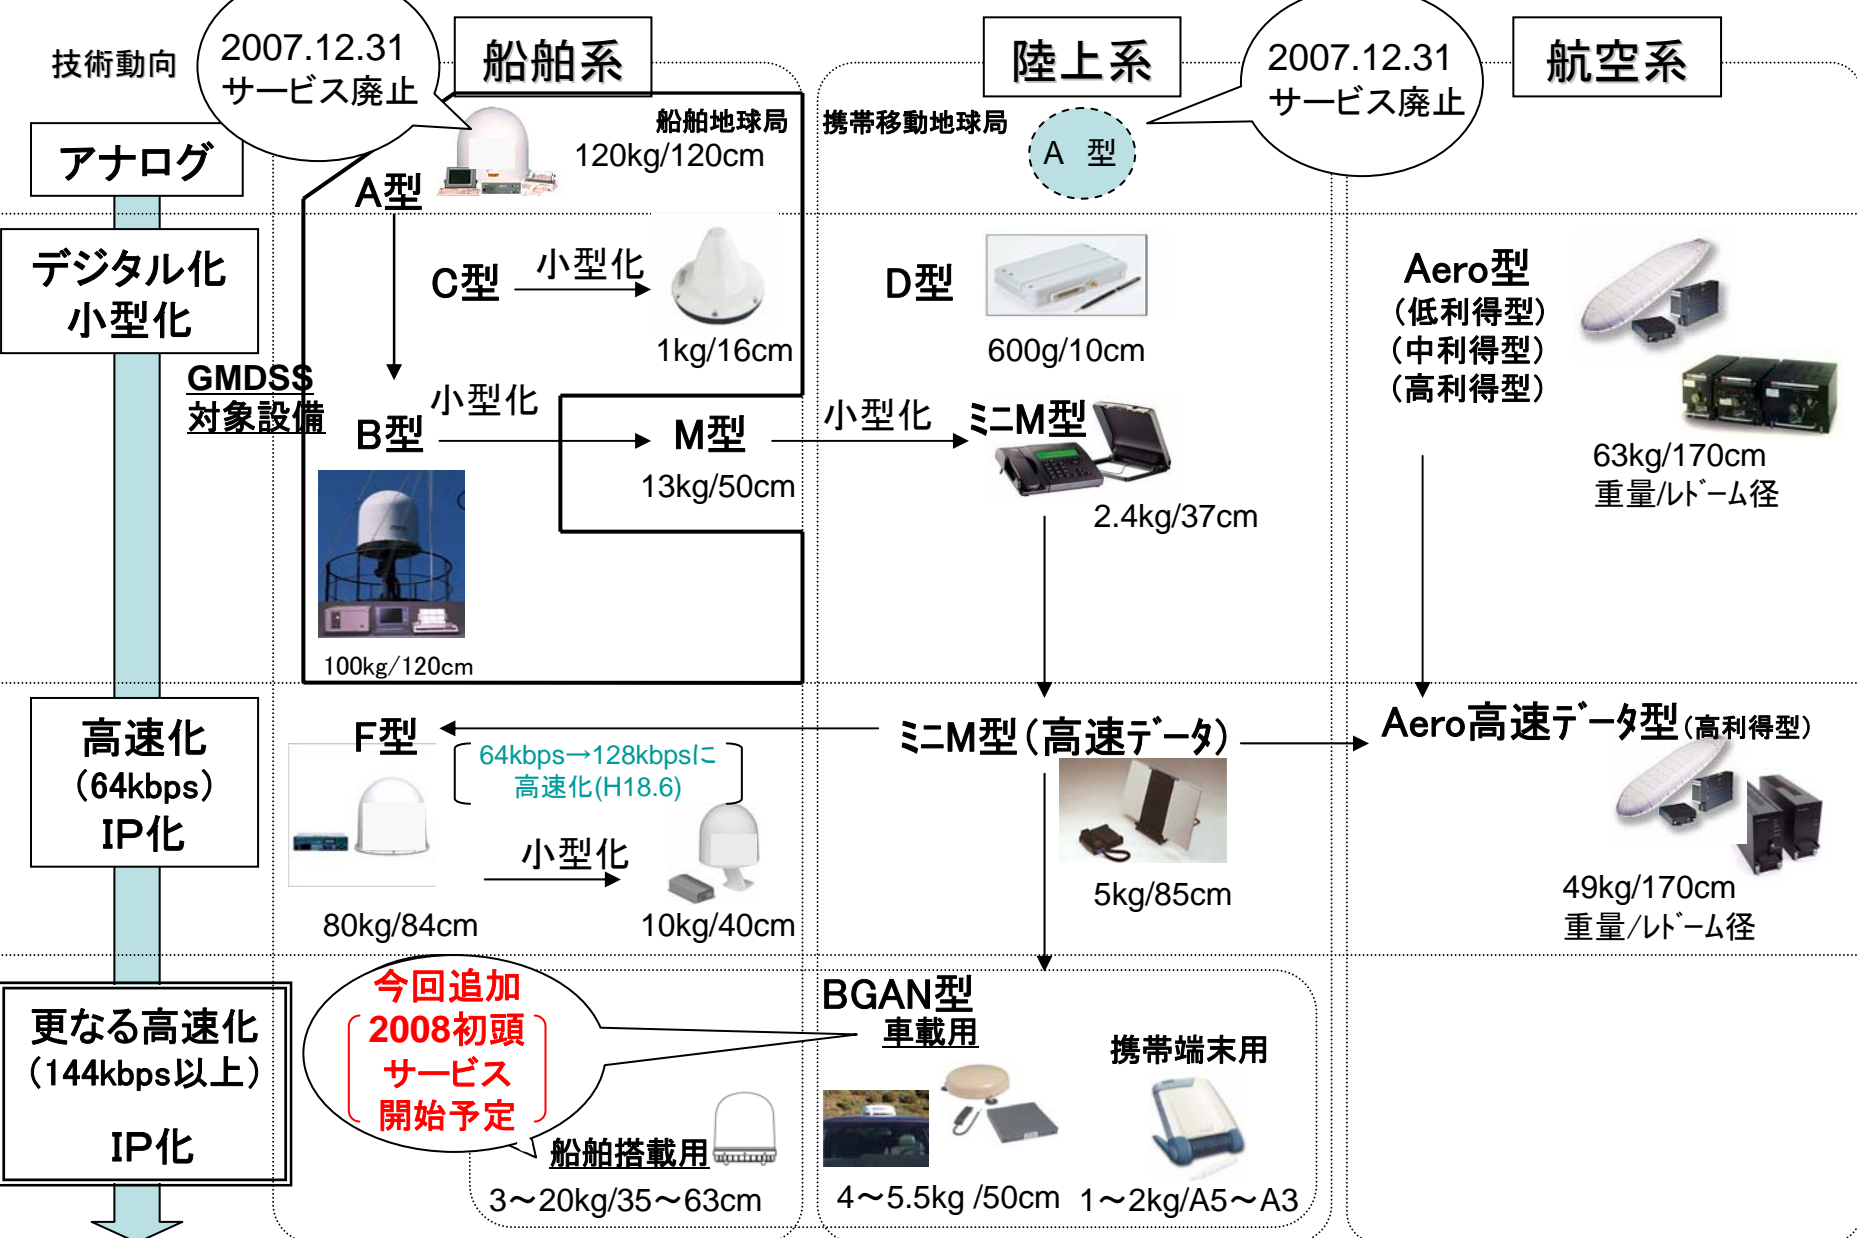 技術動向
2007.12.31
サービス廃止
船舶系
陸上系
2007.12.31
サービス廃止
航空系
アナログ
船舶地球局
120kg/120cm
A型
携帯移動地球局
A 型
デジタル化
小型化
C型
小型化
1kg/16cm
D型
600g/10cm
Aero型
(低利得型)
(中利得型)
(高利得型)
63kg/170cm
重量/レドーム径
GMDSS
対象設備
B型
小型化
M型
13kg/50cm
小型化
ミニM型
2.4kg/37cm
100kg/120cm
高速化
(64kbps)
IP化
F型
64kbps→128kbpsに
高速化(H18.6)
小型化
80kg/84cm
10kg/40cm
ミニM型(高速データ)
5kg/85cm
Aero高速データ型(高利得型)
49kg/170cm
重量/レドーム径
更なる高速化
(144kbps以上)
IP化
今回追加
2008初頭
サービス
開始予定
船舶搭載用
3～20kg/35～63cm
BGAN型
車載用
4～5.5kg /50cm
携帯端末用
1～2kg/A5～A3